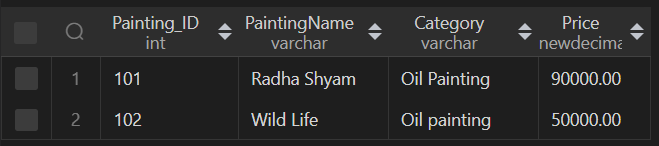 Painting_ID PaintingName Category Price
int varchar varchar newdecima
1 101 Radha Shyam Oil Painting 90000.00
2 102 Wild Life Oil painting 50000.00